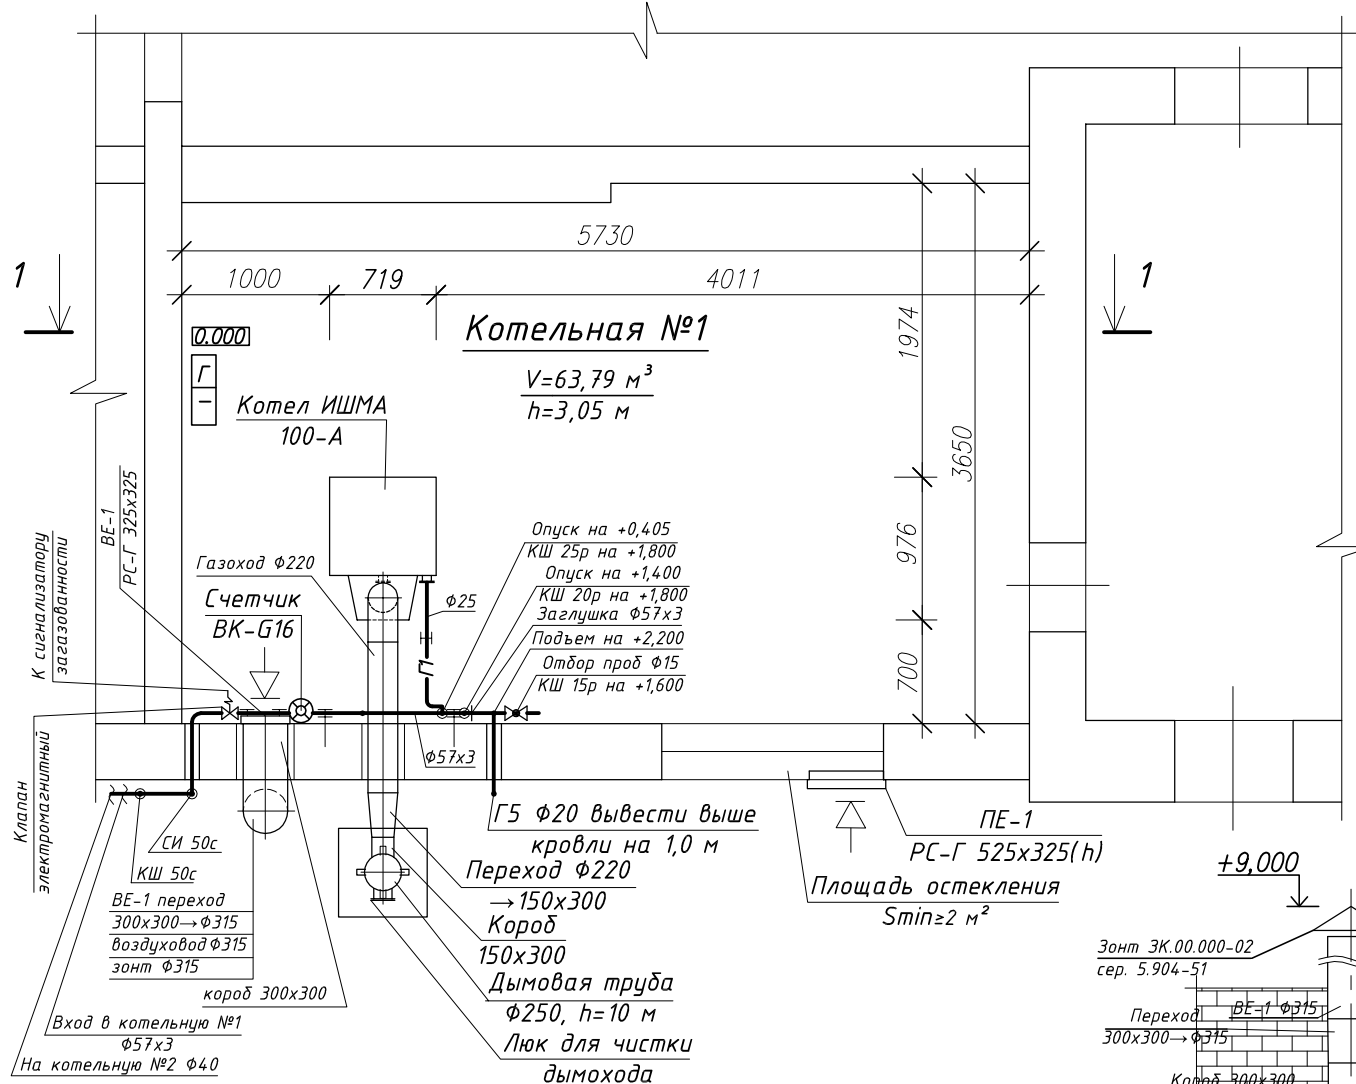 5730
1000
719
4011
1
1
0.000
Г
–
Котельная №1
V=63,79 м³
h=3,05 м
1974
3650
976
700
Котел ИШМА
100-А
ВЕ-1
РС-Г 325х325
К сигнализатору
загазованности
Клапан
электромагнитный
Газоход Ф220
Счетчик
ВК-G16
Ф25
Г1
Ф57х3
Опуск на +0,405
КШ 25р на +1,800
Опуск на +1,400
КШ 20р на +1,800
Заглушка Ф57х3
Подъем на +2,200
Отбор проб Ф15
КШ 15р на +1,600
СИ 50с
КШ 50с
ВЕ-1 переход
300х300→Ф315
воздуховод Ф315
зонт Ф315
короб 300х300
Вход в котельную №1
Ф57х3
На котельную №2 Ф40
Г5 Ф20 вывести выше
кровли на 1,0 м
Переход Ф220
→150х300
Короб
150х300
Дымовая труба
Ф250, h=10 м
Люк для чистки
дымохода
ПЕ-1
РС-Г 525х325(h)
Площадь остекления
Smin≥2 м²
+9,000
Зонт ЗК.00.000-02
сер. 5.904-51
Переход
300х300→Ф315
ВЕ-1 Ф315
Короб 300х300